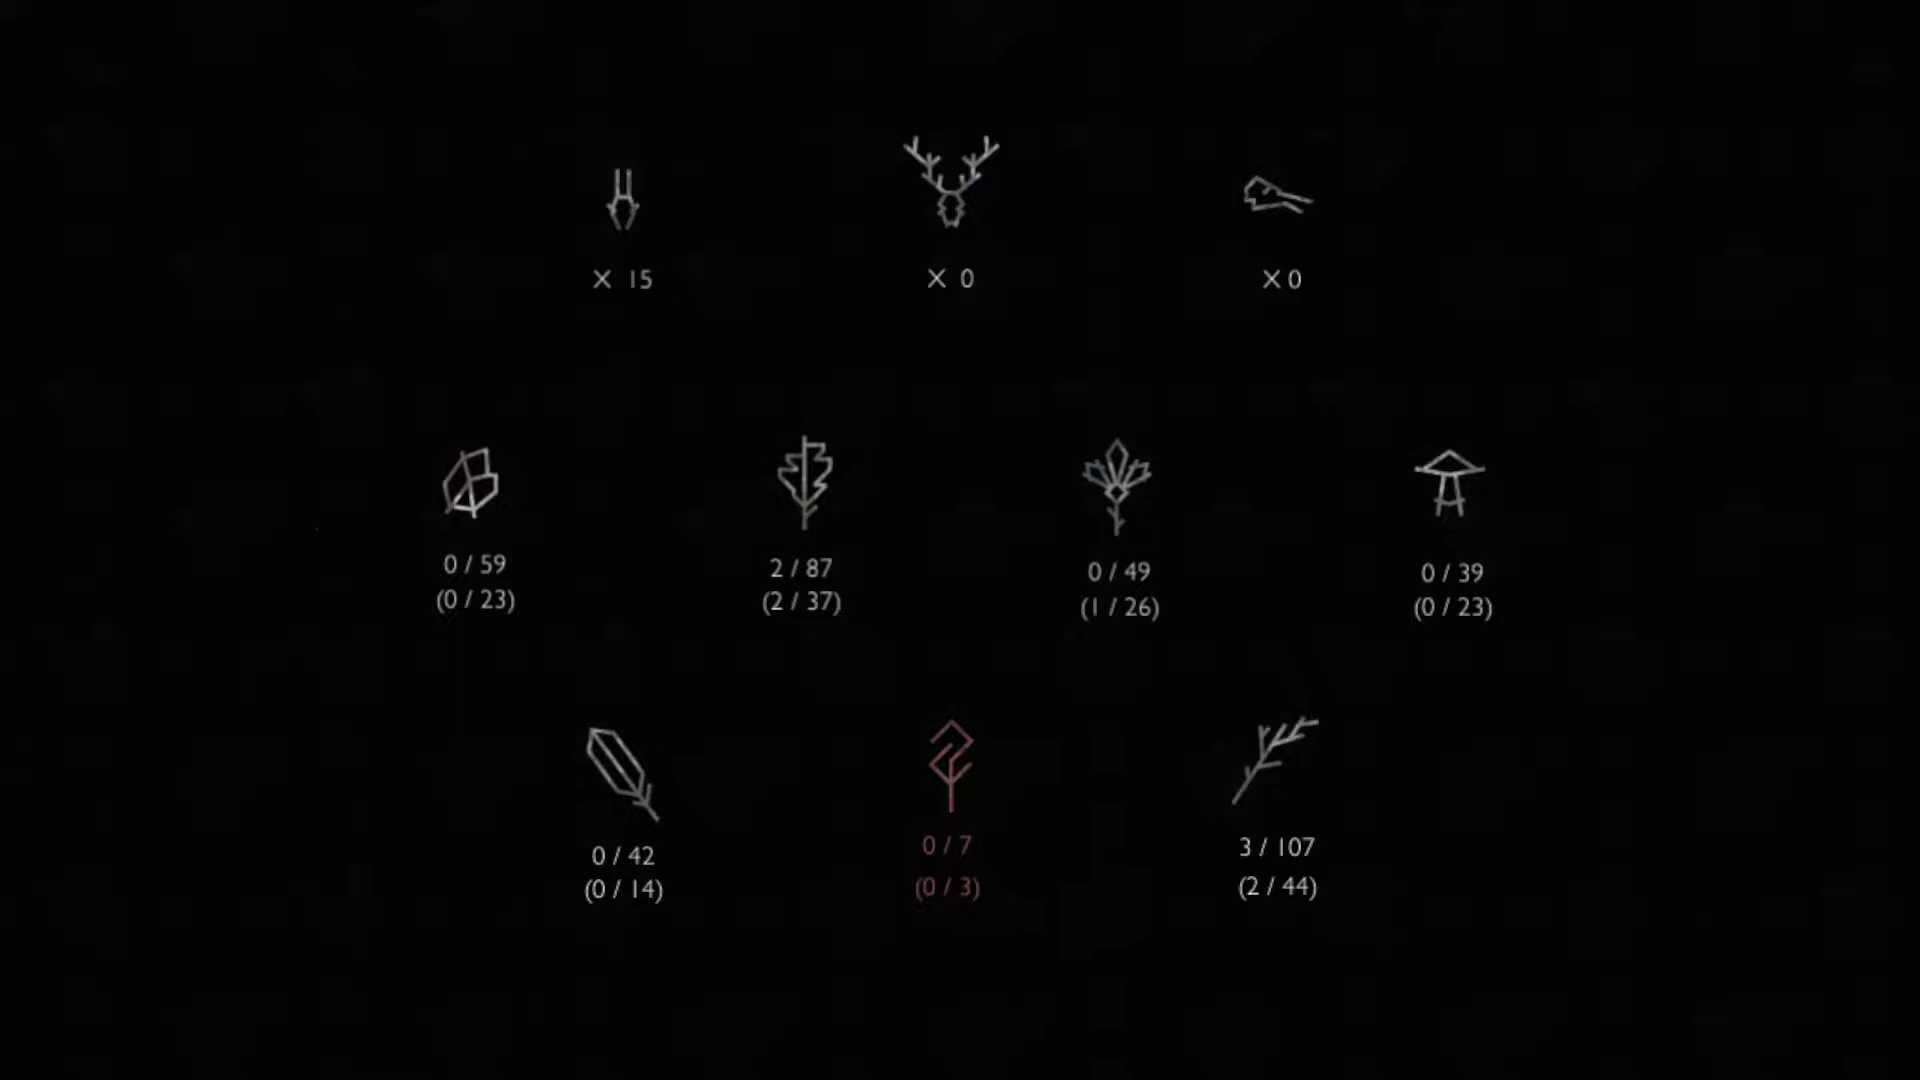 X 15
X 0
X 0
0 / 59
(0 / 23)
2 / 87
(2 / 37)
0 / 49
(1 / 26)
0 / 39
(0 / 23)
0 / 42
(0 / 14)
0 / 7
(0 / 3)
3 / 107
(2 / 44)